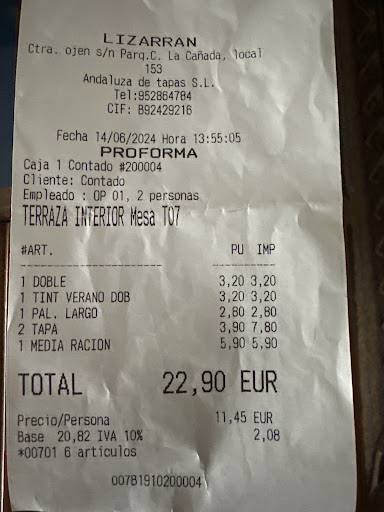 LIZARRAN
Ctra. ojen s/n Parq.C. La Cañada, local
153
Andaluza de tapas S.L.
Tel:952864784
CIF: B92429216
Fecha 14/06/2024 Hora 13:55:05
PROFORMA
Caja 1 Contado #200004
Cliente: Contado
Empleado : OP 01, 2 personas
TERRAZA INTERIOR Mesa T07
#ART. PU IMP
1 DOBLE 3,20 3,20
1 TINT VERANO DOB 3,20 3,20
1 PAL. LARGO 2,80 2,80
2 TAPA 3,90 7,80
1 MEDIA RACION 5,90 5,90
TOTAL 22,90 EUR
Precio/Persona 11,45 EUR
Base 20,82 IVA 10% 2,08
*00701 6 articulos
007B1910200004